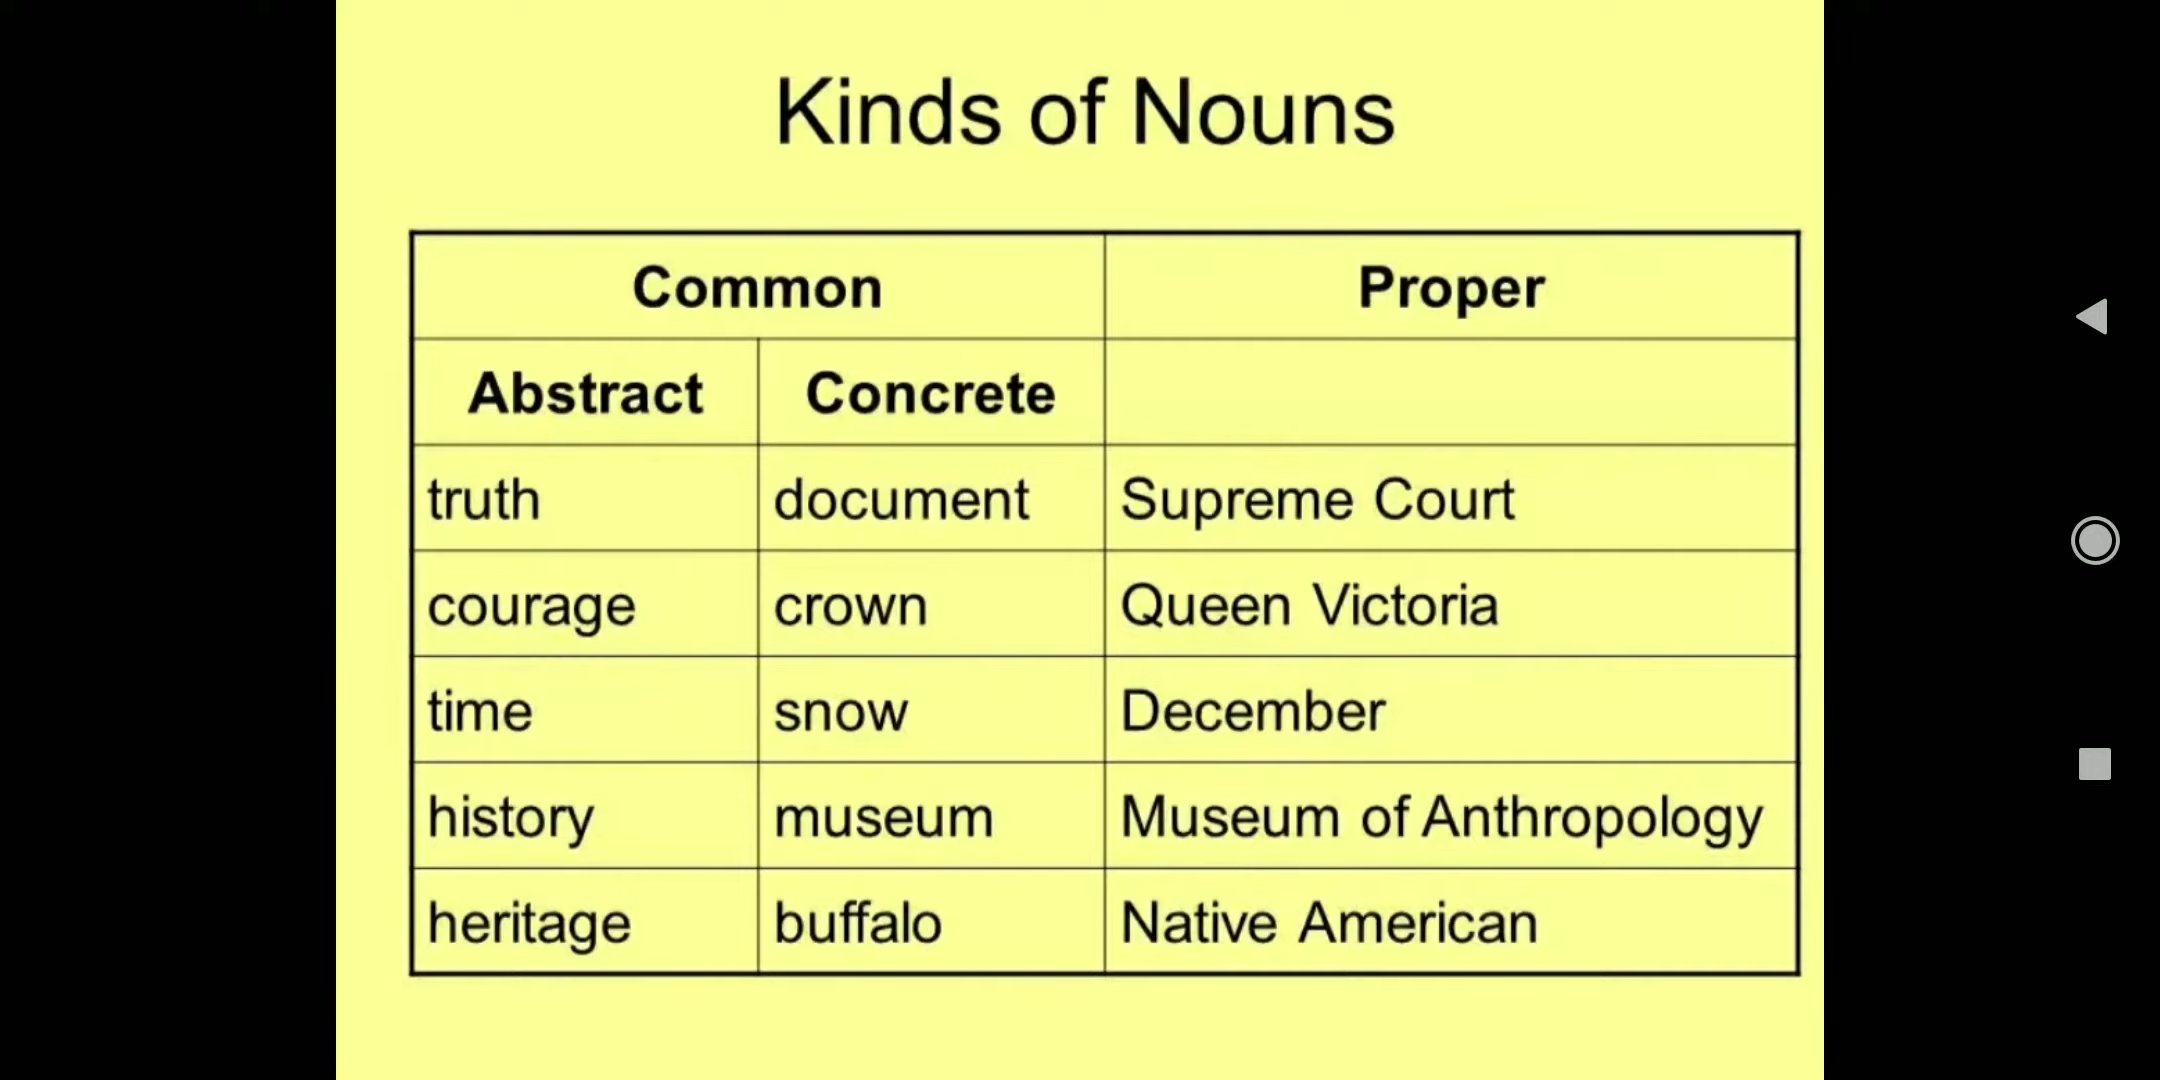 Kinds of Nouns
Common Proper
Abstract Concrete
truth document Supreme Court
courage crown Queen Victoria
time snow December
history museum Museum of Anthropology
heritage buffalo Native American